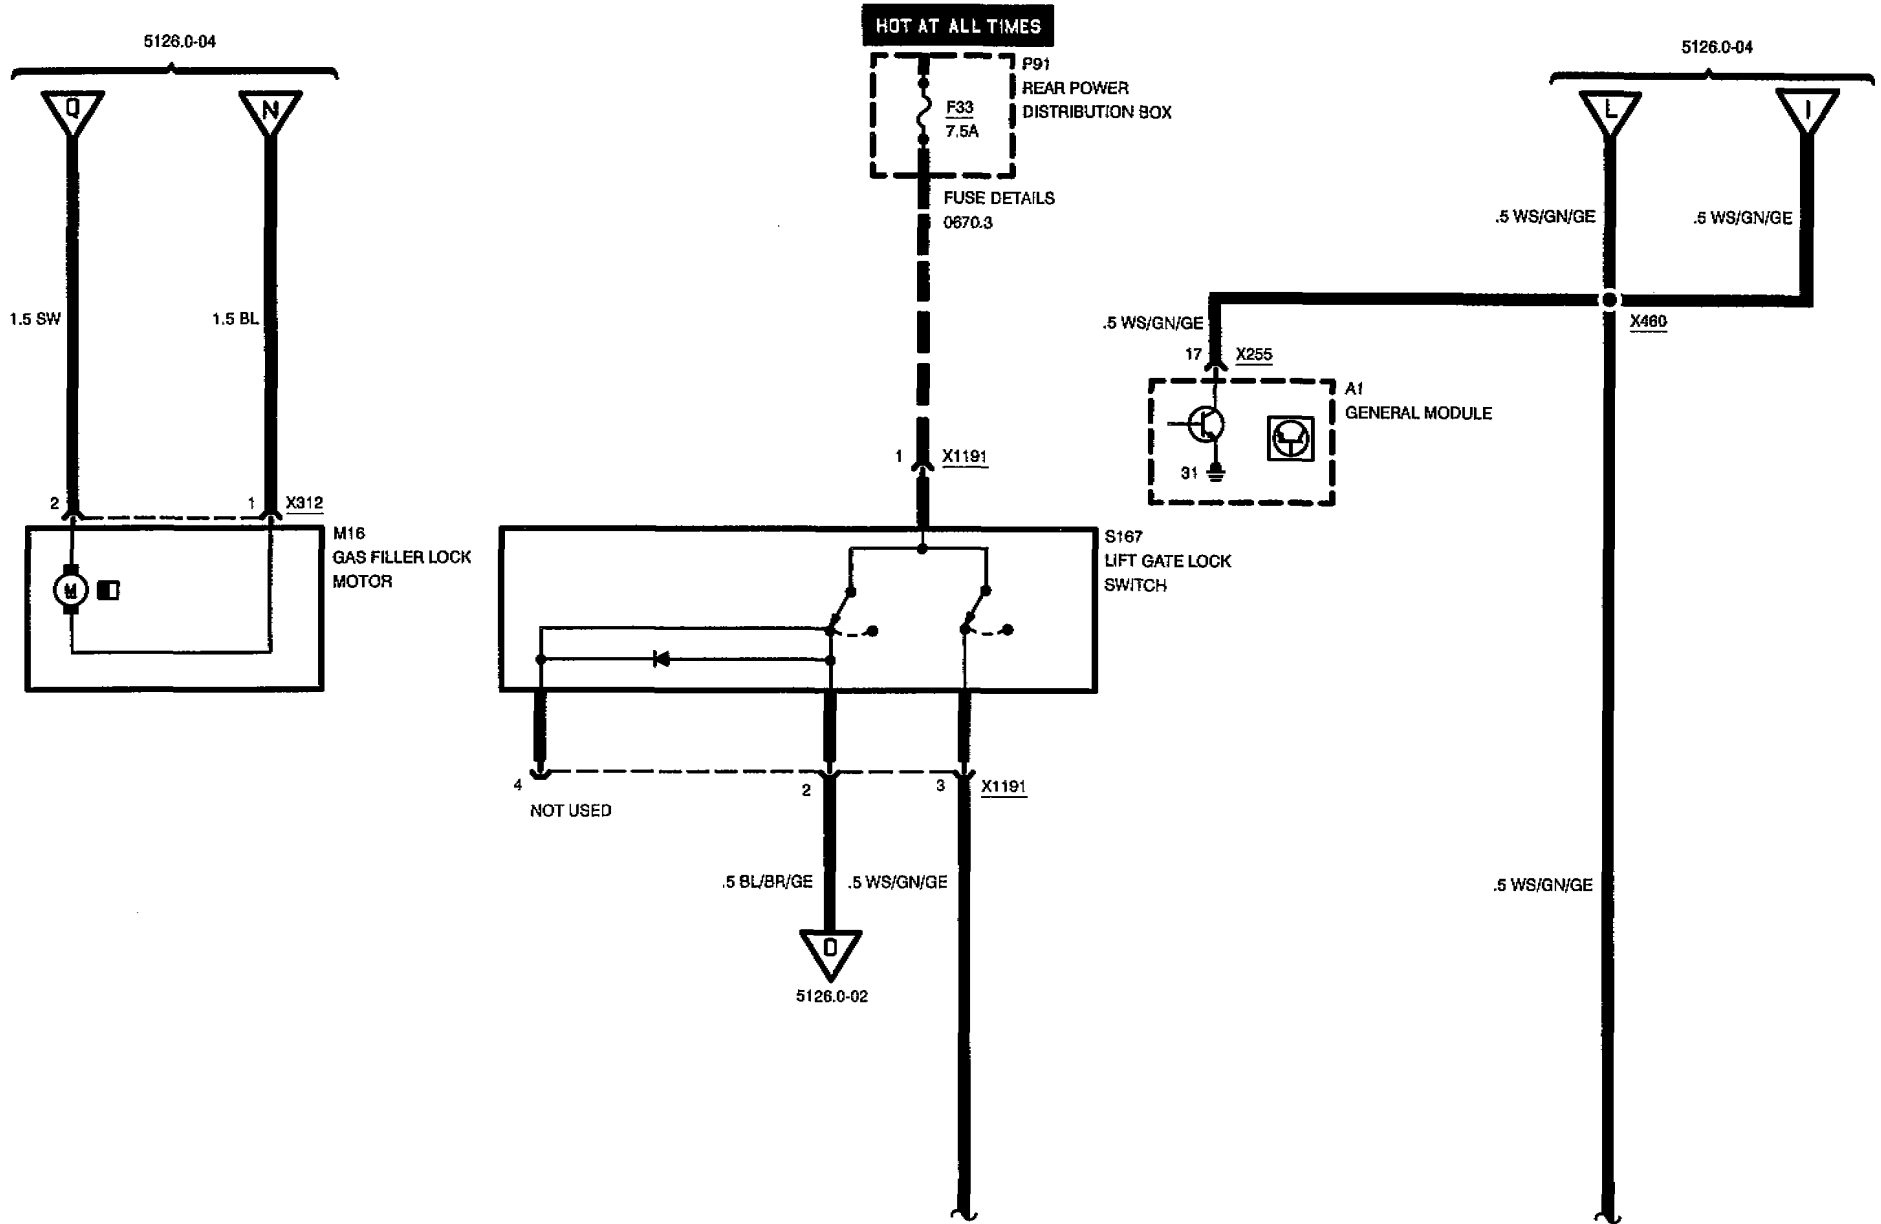 5126.0-04
HOT AT ALL TIMES
5126.0-04
P91
REAR POWER
DISTRIBUTION BOX
F33
7.5A
Q
N
L
I
FUSE DETAILS
0670.3
.5 WS/GN/GE
.5 WS/GN/GE
1.5 SW
1.5 BL
.5 WS/GN/GE
X460
17
X255
A1
GENERAL MODULE
31
1
X1191
2
1
X312
M16
GAS FILLER LOCK
MOTOR
M
S167
LIFT GATE LOCK
SWITCH
4
2
3
X1191
NOT USED
.5 BL/BR/GE
.5 WS/GN/GE
.5 WS/GN/GE
5126.0-02